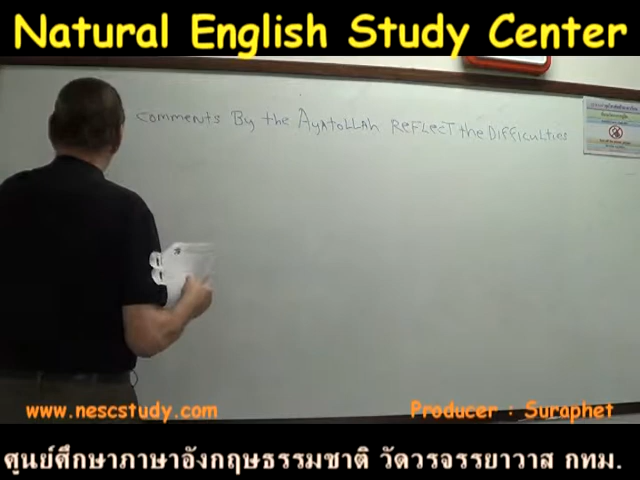 Natural English Study Center
Comments By the AyAtoLLAh ReFLecT the DifficuLties
www.nescstudy.com
Producer : Suraphet
ศูนย์ศึกษาภาษาอังกฤษธรรมชาติ วัดวรจรรยาวาส กทม.